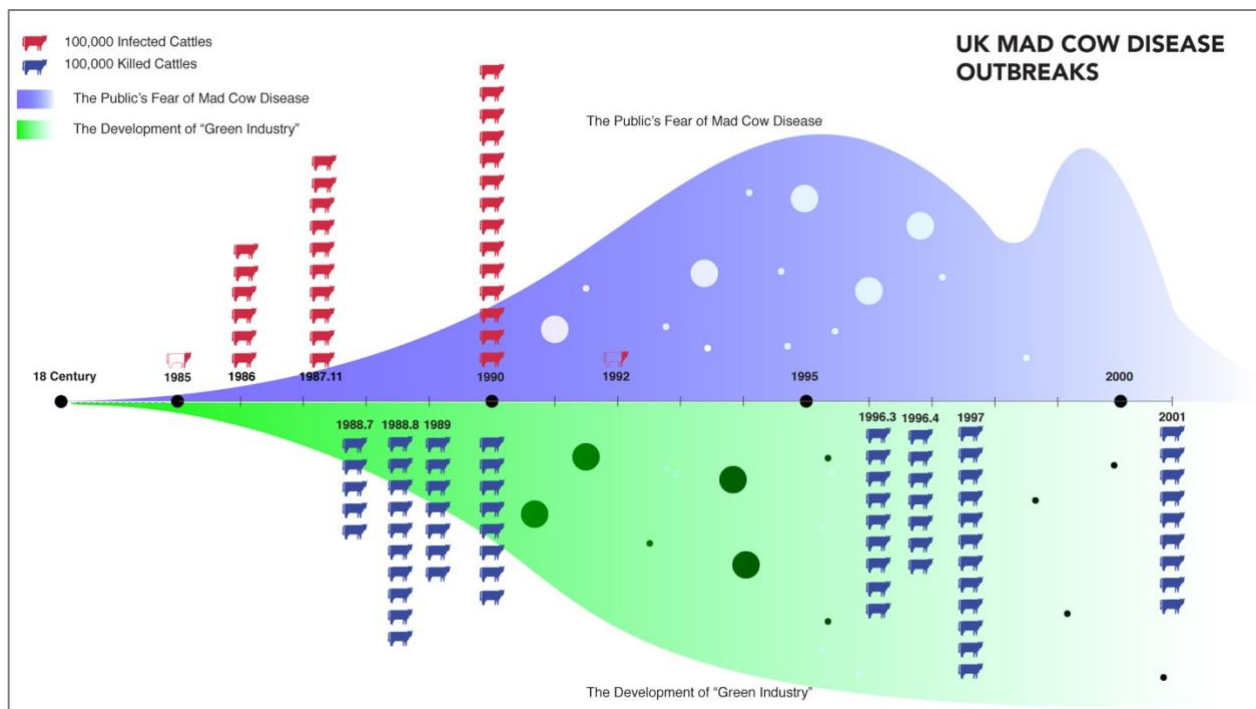 100,000 Infected Cattles
100,000 Killed Cattles
The Public's Fear of Mad Cow Disease
The Development of “Green Industry”
UK MAD COW DISEASE
OUTBREAKS
The Public's Fear of Mad Cow Disease
18 Century
1985
1986
1987.11
1990
1992
1995
2000
1988.7
1988.8
1989
1996.3
1996.4
1997
2001
The Development of “Green Industry”